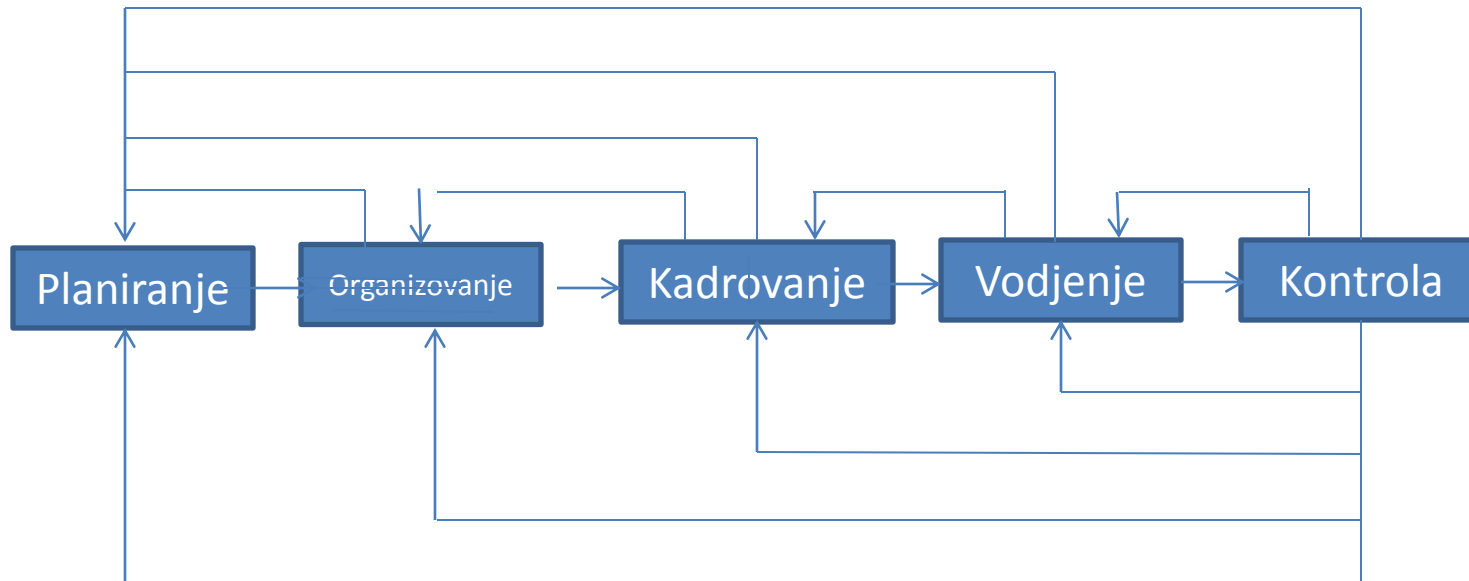 Planiranje
Organizovanje
Kadrovanje
Vodjenje
Kontrola